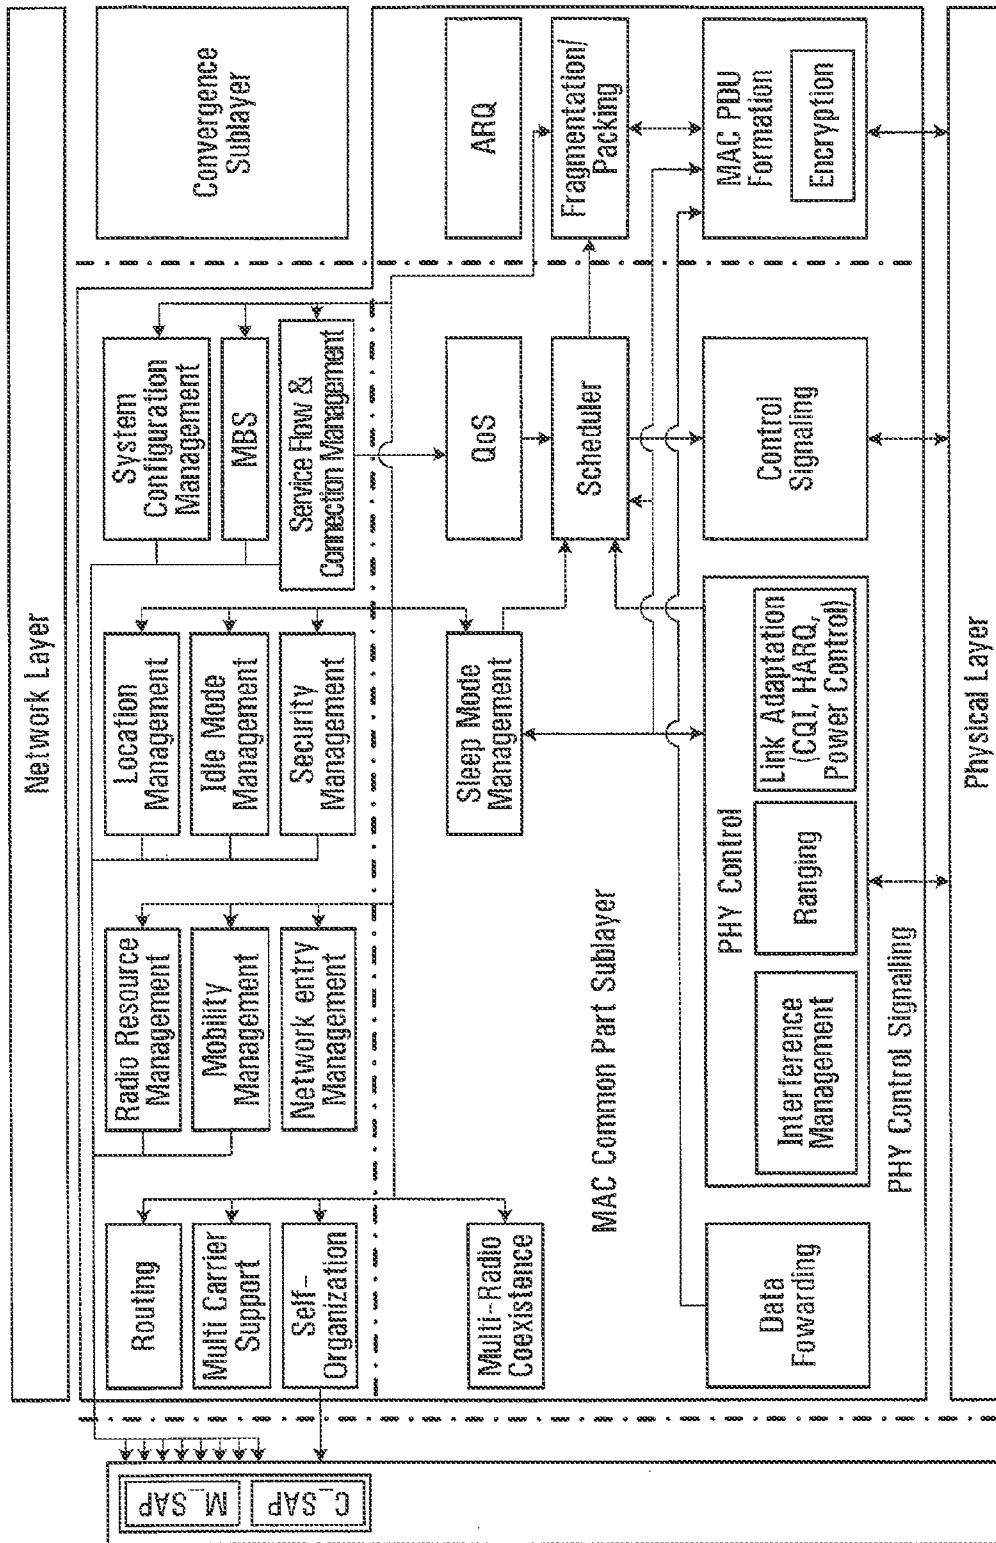 Network Layer
M_SAP
C_SAP
Routing
Multi Carrier
Support
Self-
Organization
Radio Resource
Management
Mobility
Management
Network entry
Management
Location
Management
Idle Mode
Management
Security
Management
System
Configuration
Management
MBS
Service Flow &
Connection Management
Convergence
Sublayer
Multi-Radio
Coexistence
MAC Common Part Sublayer
Sleep Mode
Management
QoS
ARQ
Scheduler
Fragmentation/
Packing
Data
Fowarding
PHY Control
Interference
Management
Ranging
Link Adaptation
(CQI, HARQ,
Power Control)
Control
Signaling
MAC PDU
Formation
Encryption
PHY Control Signalling
Physical Layer